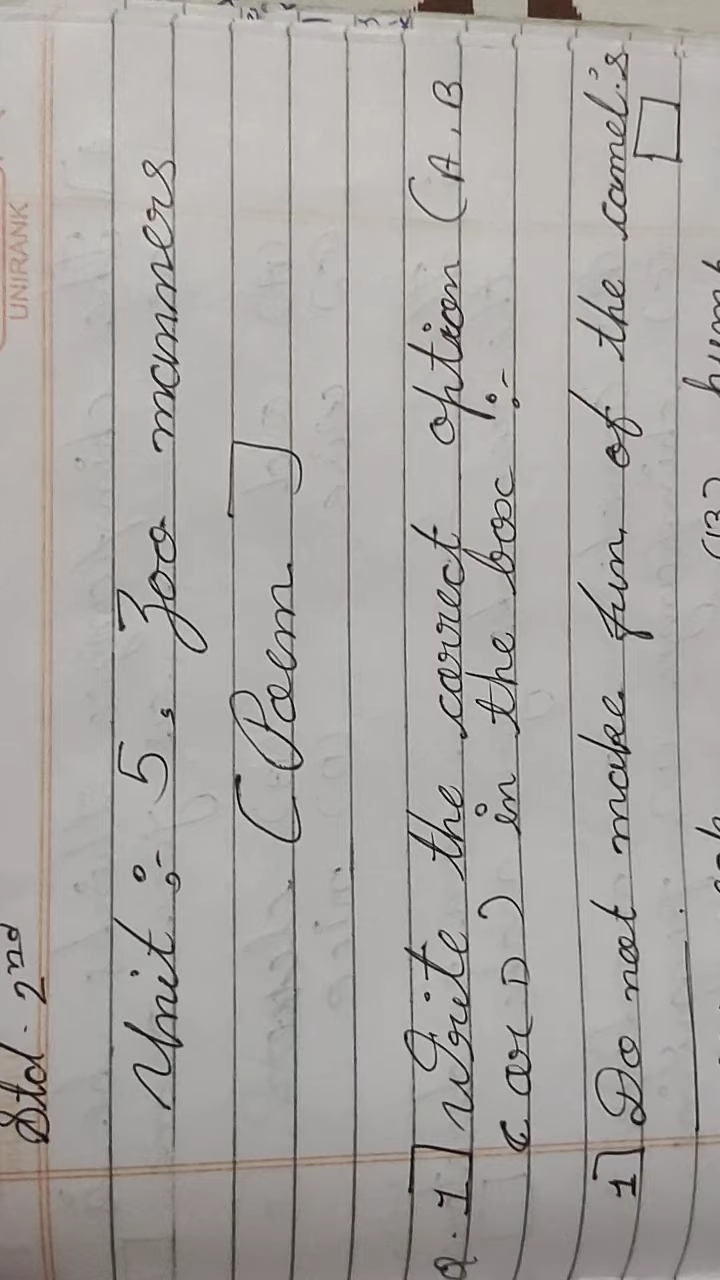 UNIRANK
Std. 2nd
Unit :- 5. Zoo manners
(Poem)
Q.1] Write the correct option (A, B
C or D) in the box :-
1] Do not make fun of the camel's
(B) hump